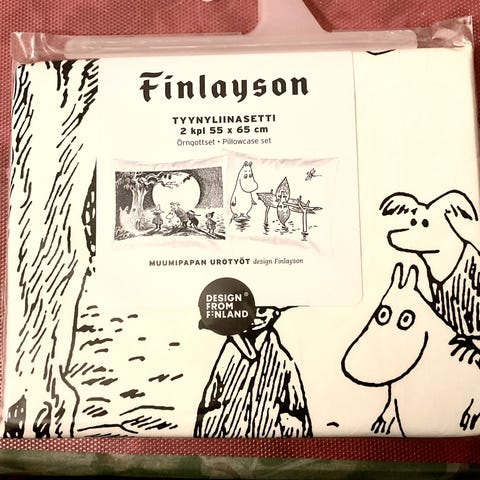 Finlayson
TYYNYLIINASETTI
2 kpl 55 x 65 cm
Örngottset • Pillowcase set
MUUMIPAPAN UROTYÖT design Finlayson
DESIGN
FROM
FINLAND